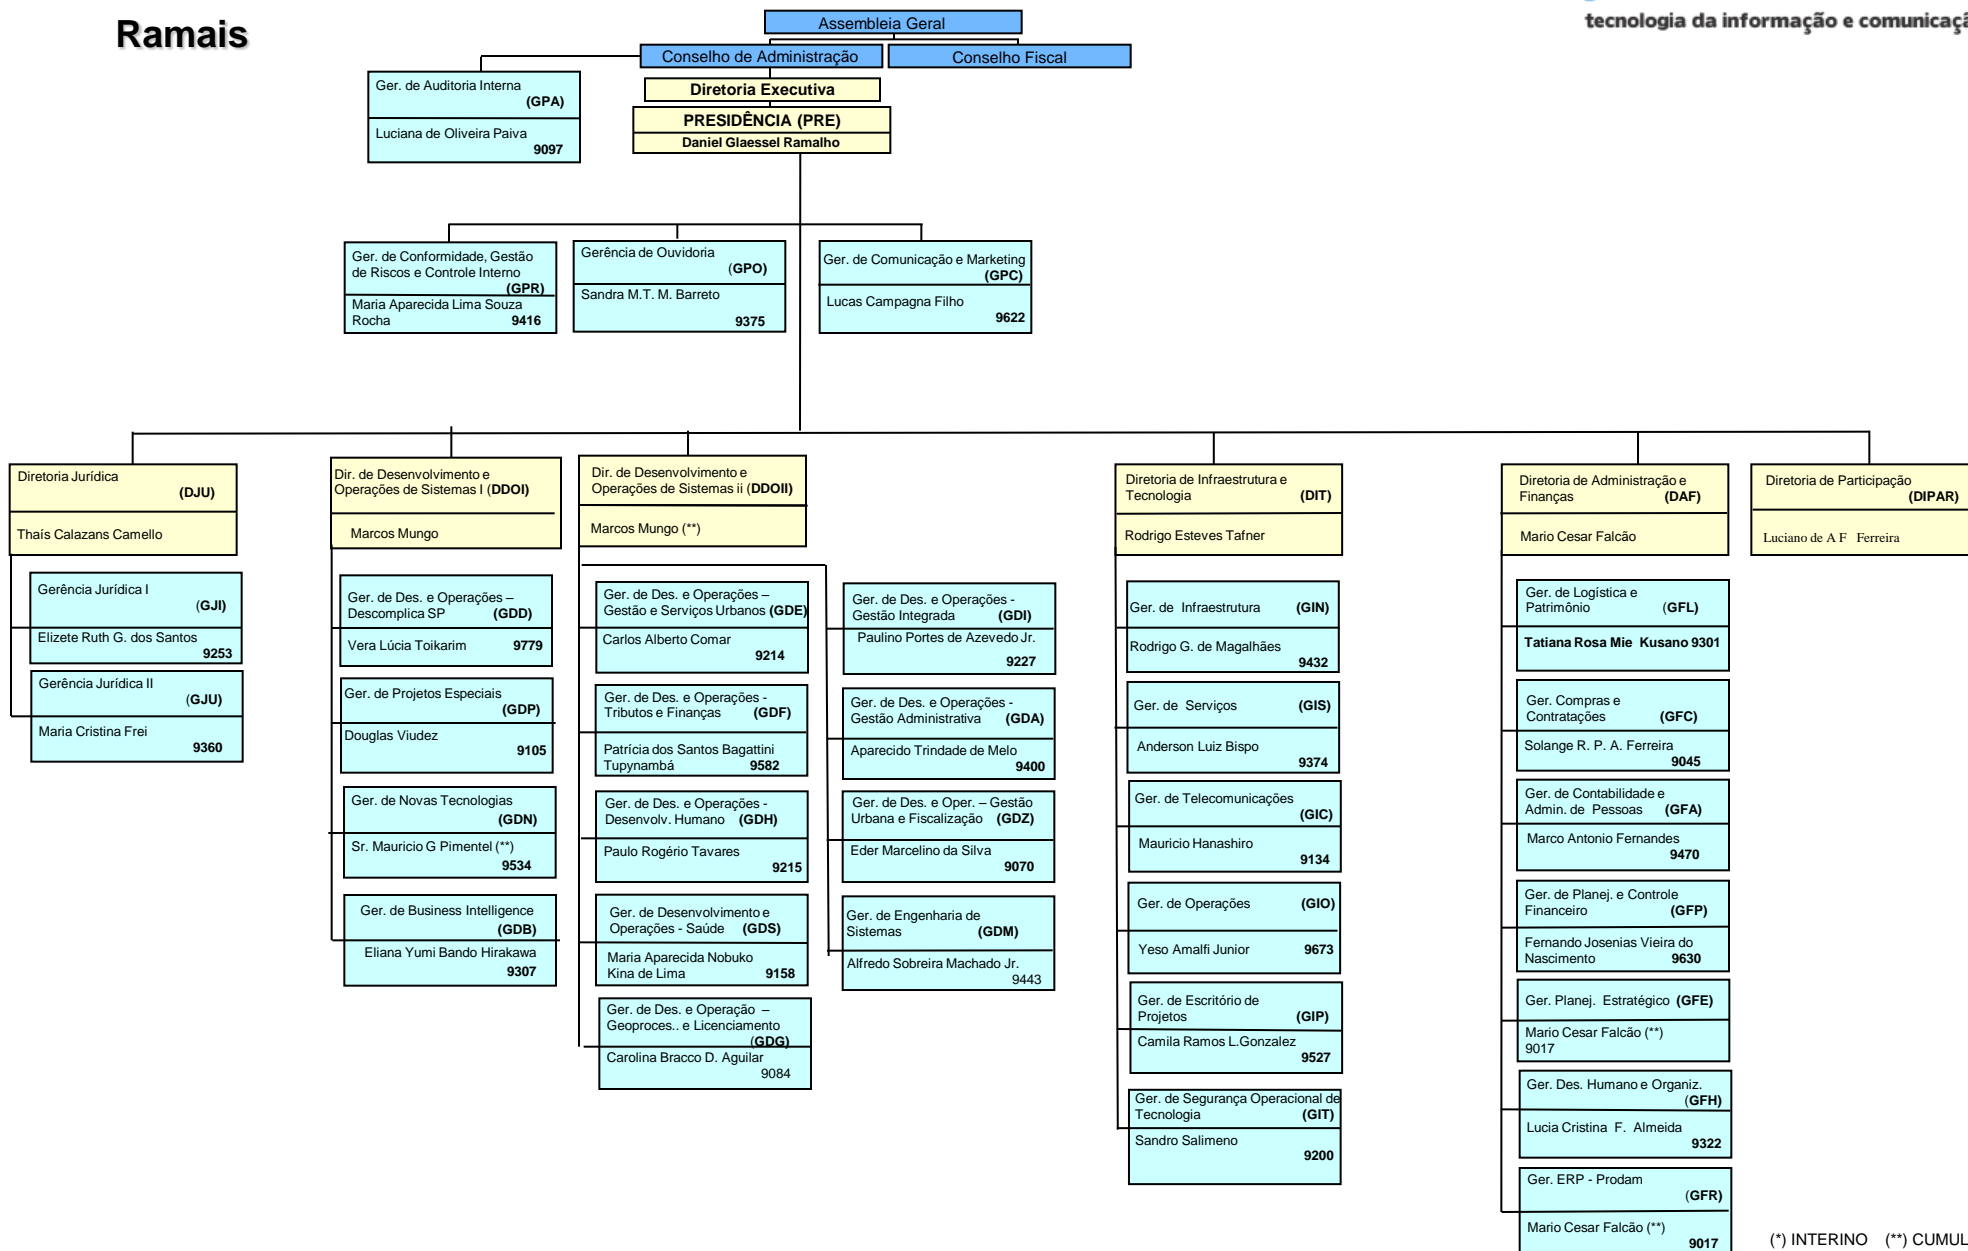 Ramais
tecnologia da informação e comunicaçã
Assembleia Geral
Conselho de Administração
Conselho Fiscal
Diretoria Executiva
PRESIDÊNCIA (PRE)
Daniel Glaessel Ramalho
Ger. de Auditoria Interna
(GPA)
Luciana de Oliveira Paiva
9097
Ger. de Conformidade, Gestão
de Riscos e Controle Interno
(GPR)
Maria Aparecida Lima Souza
Rocha 9416
Gerência de Ouvidoria
(GPO)
Sandra M.T. M. Barreto
9375
Ger. de Comunicação e Marketing
(GPC)
Lucas Campagna Filho
9622
Diretoria Jurídica
(DJU)
Thaís Calazans Camello
Gerência Jurídica I
(GJI)
Elizete Ruth G. dos Santos
9253
Gerência Jurídica II
(GJU)
Maria Cristina Frei
9360
Dir. de Desenvolvimento e
Operações de Sistemas I (DDOI)
Marcos Mungo
Ger. de Des. e Operações –
Descomplica SP (GDD)
Vera Lúcia Toikarim 9779
Ger. de Projetos Especiais
(GDP)
Douglas Viudez
9105
Ger. de Novas Tecnologias
(GDN)
Sr. Mauricio G Pimentel (**)
9534
Ger. de Business Intelligence
(GDB)
Eliana Yumi Bando Hirakawa
9307
Dir. de Desenvolvimento e
Operações de Sistemas ii (DDOII)
Marcos Mungo (**)
Ger. de Des. e Operações –
Gestão e Serviços Urbanos (GDE)
Carlos Alberto Comar
9214
Ger. de Des. e Operações -
Tributos e Finanças (GDF)
Patrícia dos Santos Bagattini
Tupynambá 9582
Ger. de Des. e Operações -
Desenvolv. Humano (GDH)
Paulo Rogério Tavares
9215
Ger. de Desenvolvimento e
Operações - Saúde (GDS)
Maria Aparecida Nobuko
Kina de Lima 9158
Ger. de Des. e Operação –
Geoproces.. e Licenciamento
(GDG)
Carolina Bracco D. Aguilar
9084
Ger. de Des. e Operações -
Gestão Integrada (GDI)
Paulino Portes de Azevedo Jr.
9227
Ger. de Des. e Operações -
Gestão Administrativa (GDA)
Aparecido Trindade de Melo
9400
Ger. de Des. e Oper. – Gestão
Urbana e Fiscalização (GDZ)
Eder Marcelino da Silva
9070
Ger. de Engenharia de
Sistemas (GDM)
Alfredo Sobreira Machado Jr.
9443
Diretoria de Infraestrutura e
Tecnologia (DIT)
Rodrigo Esteves Tafner
Ger. de Infraestrutura (GIN)
Rodrigo G. de Magalhães
9432
Ger. de Serviços (GIS)
Anderson Luiz Bispo
9374
Ger. de Telecomunicações
(GIC)
Mauricio Hanashiro
9134
Ger. de Operações (GIO)
Yeso Amalfi Junior 9673
Ger. de Escritório de
Projetos (GIP)
Camila Ramos L.Gonzalez
9527
Ger. de Segurança Operacional de
Tecnologia (GIT)
Sandro Salimeno
9200
Diretoria de Administração e
Finanças (DAF)
Mario Cesar Falcão
Ger. de Logística e
Patrimônio (GFL)
Tatiana Rosa Mie Kusano 9301
Ger. Compras e
Contratações (GFC)
Solange R. P. A. Ferreira
9045
Ger. de Contabilidade e
Admin. de Pessoas (GFA)
Marco Antonio Fernandes
9470
Ger. de Planej. e Controle
Financeiro (GFP)
Fernando Josenias Vieira do
Nascimento 9630
Ger. Planej. Estratégico (GFE)
Mario Cesar Falcão (**)
9017
Ger. Des. Humano e Organiz.
(GFH)
Lucia Cristina F. Almeida
9322
Ger. ERP - Prodam
(GFR)
Mario Cesar Falcão (**)
9017
Diretoria de Participação
(DIPAR)
Luciano de A F Ferreira
(*) INTERINO (**) CUMUL